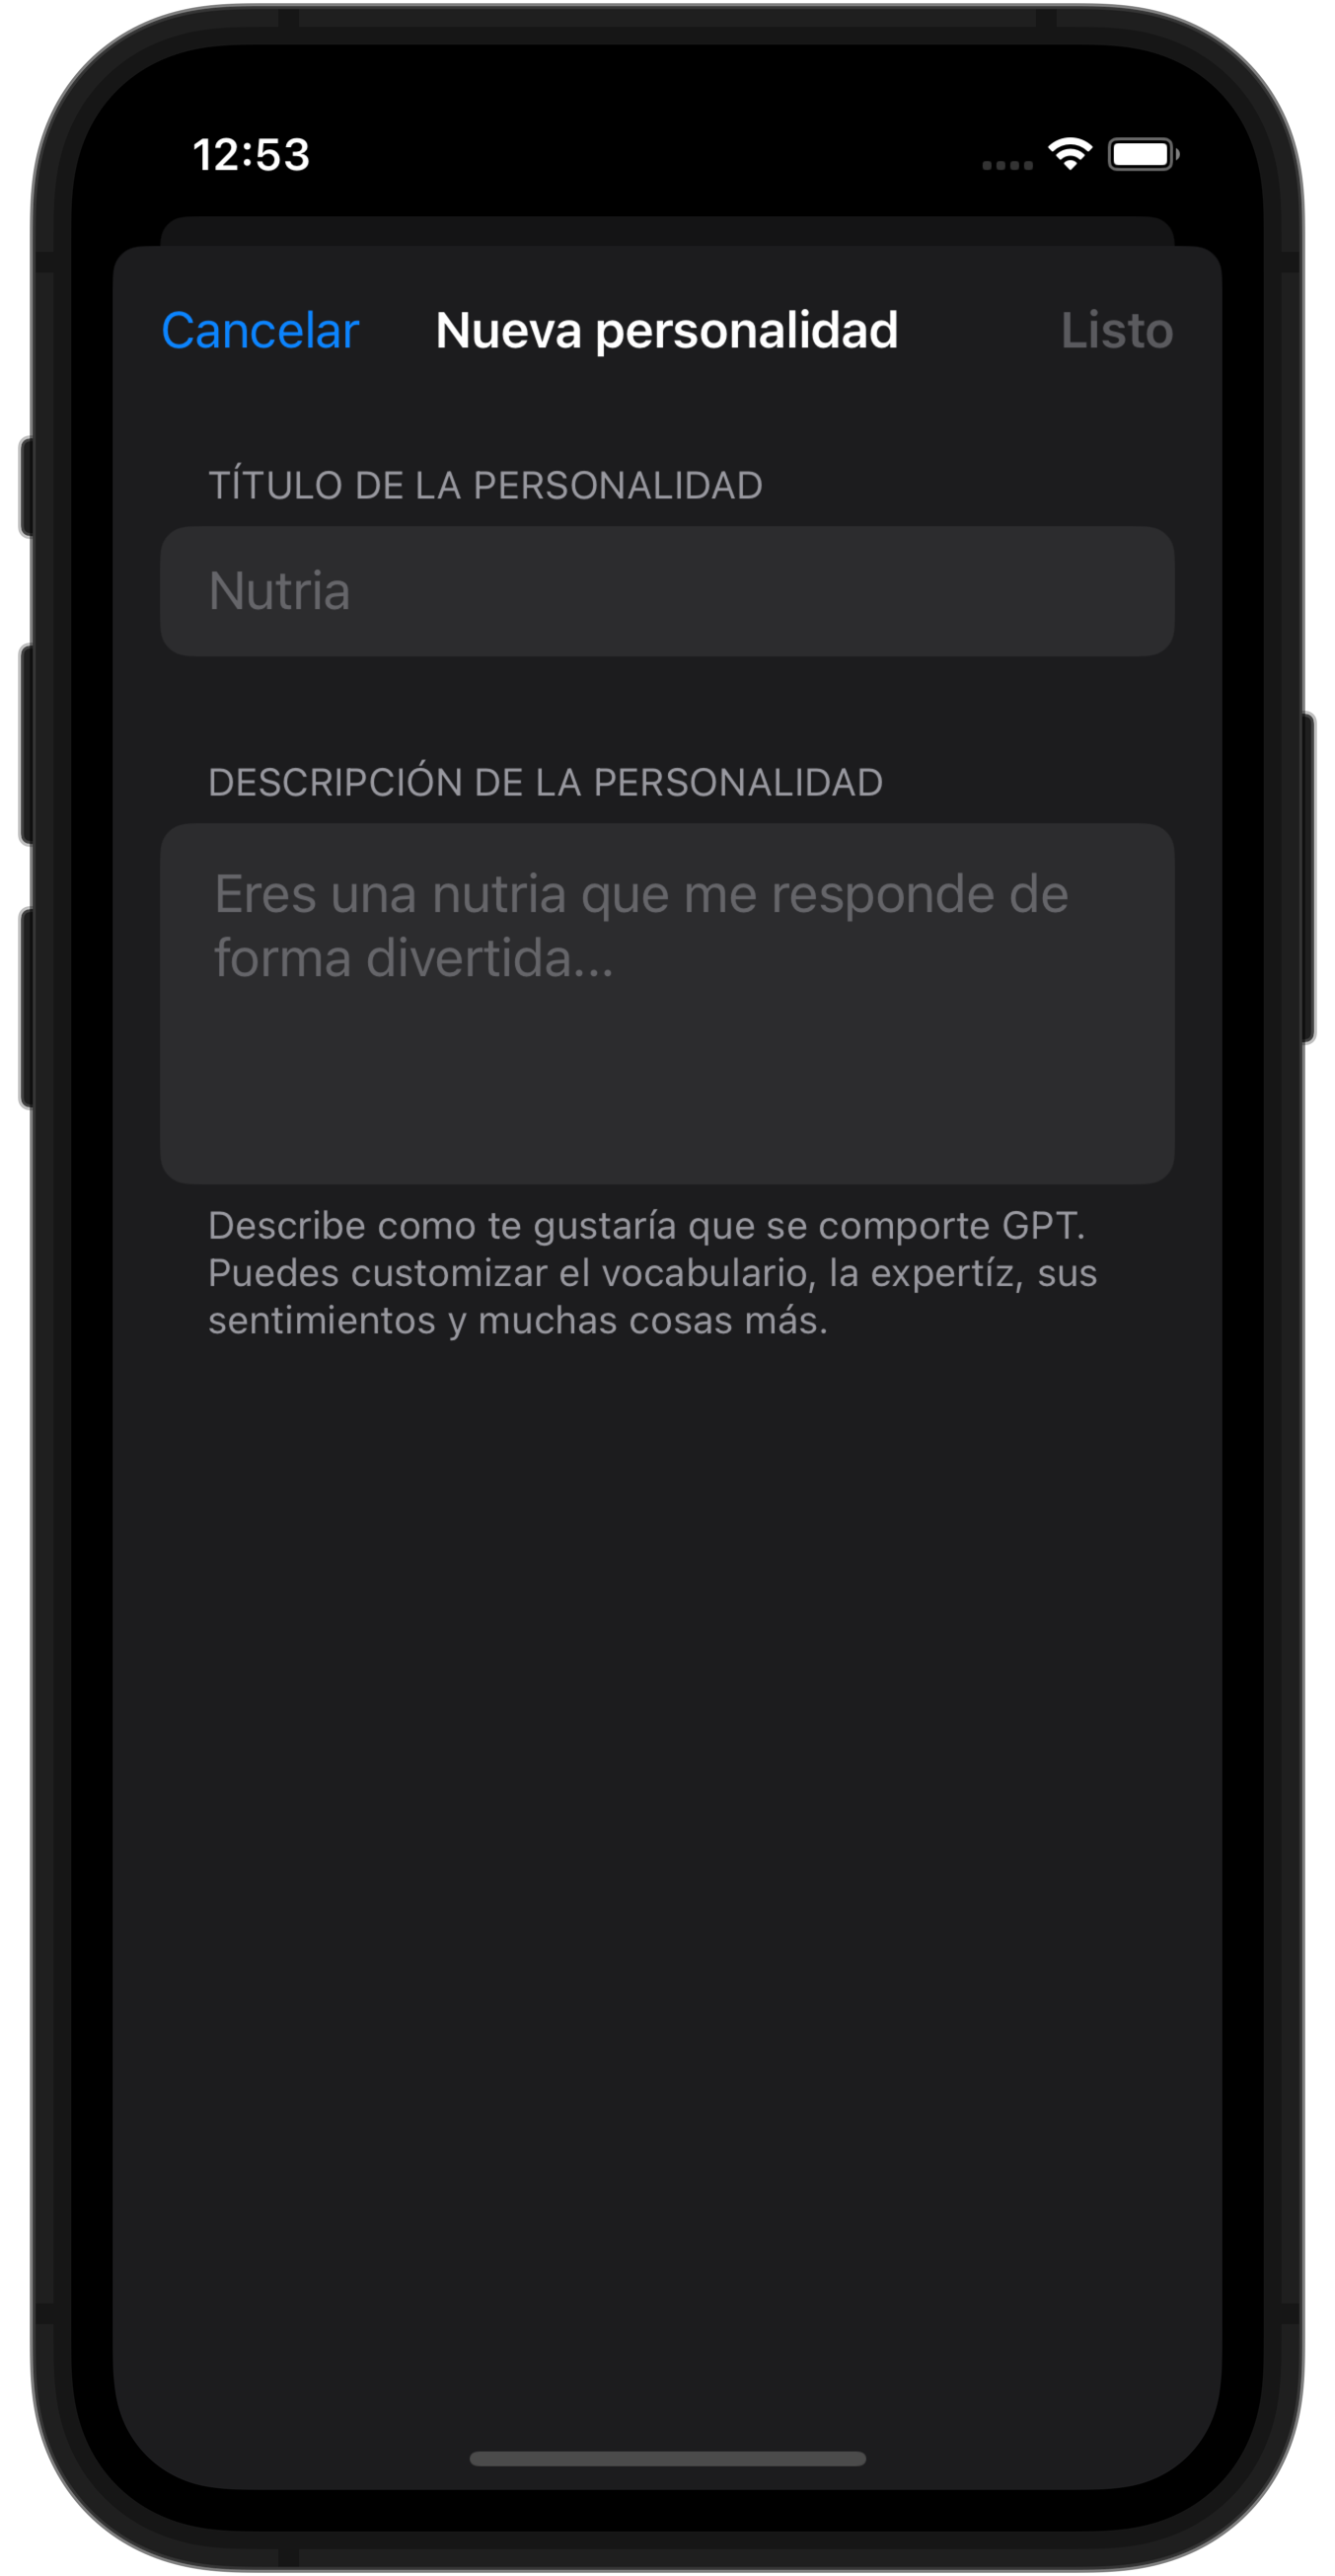 12:53
Cancelar Nueva personalidad Listo
TÍTULO DE LA PERSONALIDAD
Nutria
DESCRIPCIÓN DE LA PERSONALIDAD
Eres una nutria que me responde de
forma divertida...
Describe como te gustaría que se comporte GPT.
Puedes customizar el vocabulario, la expertíz, sus
sentimientos y muchas cosas más.